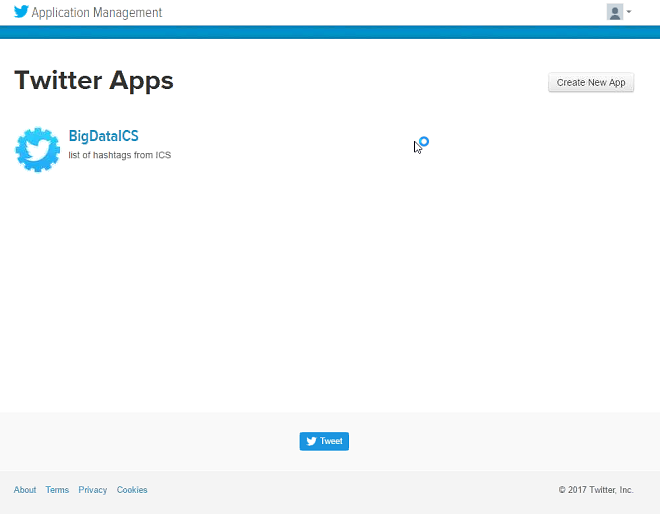 Application Management
Twitter Apps
Create New App
BigDataICS
list of hashtags from ICS
Tweet
About Terms Privacy Cookies
© 2017 Twitter, Inc.